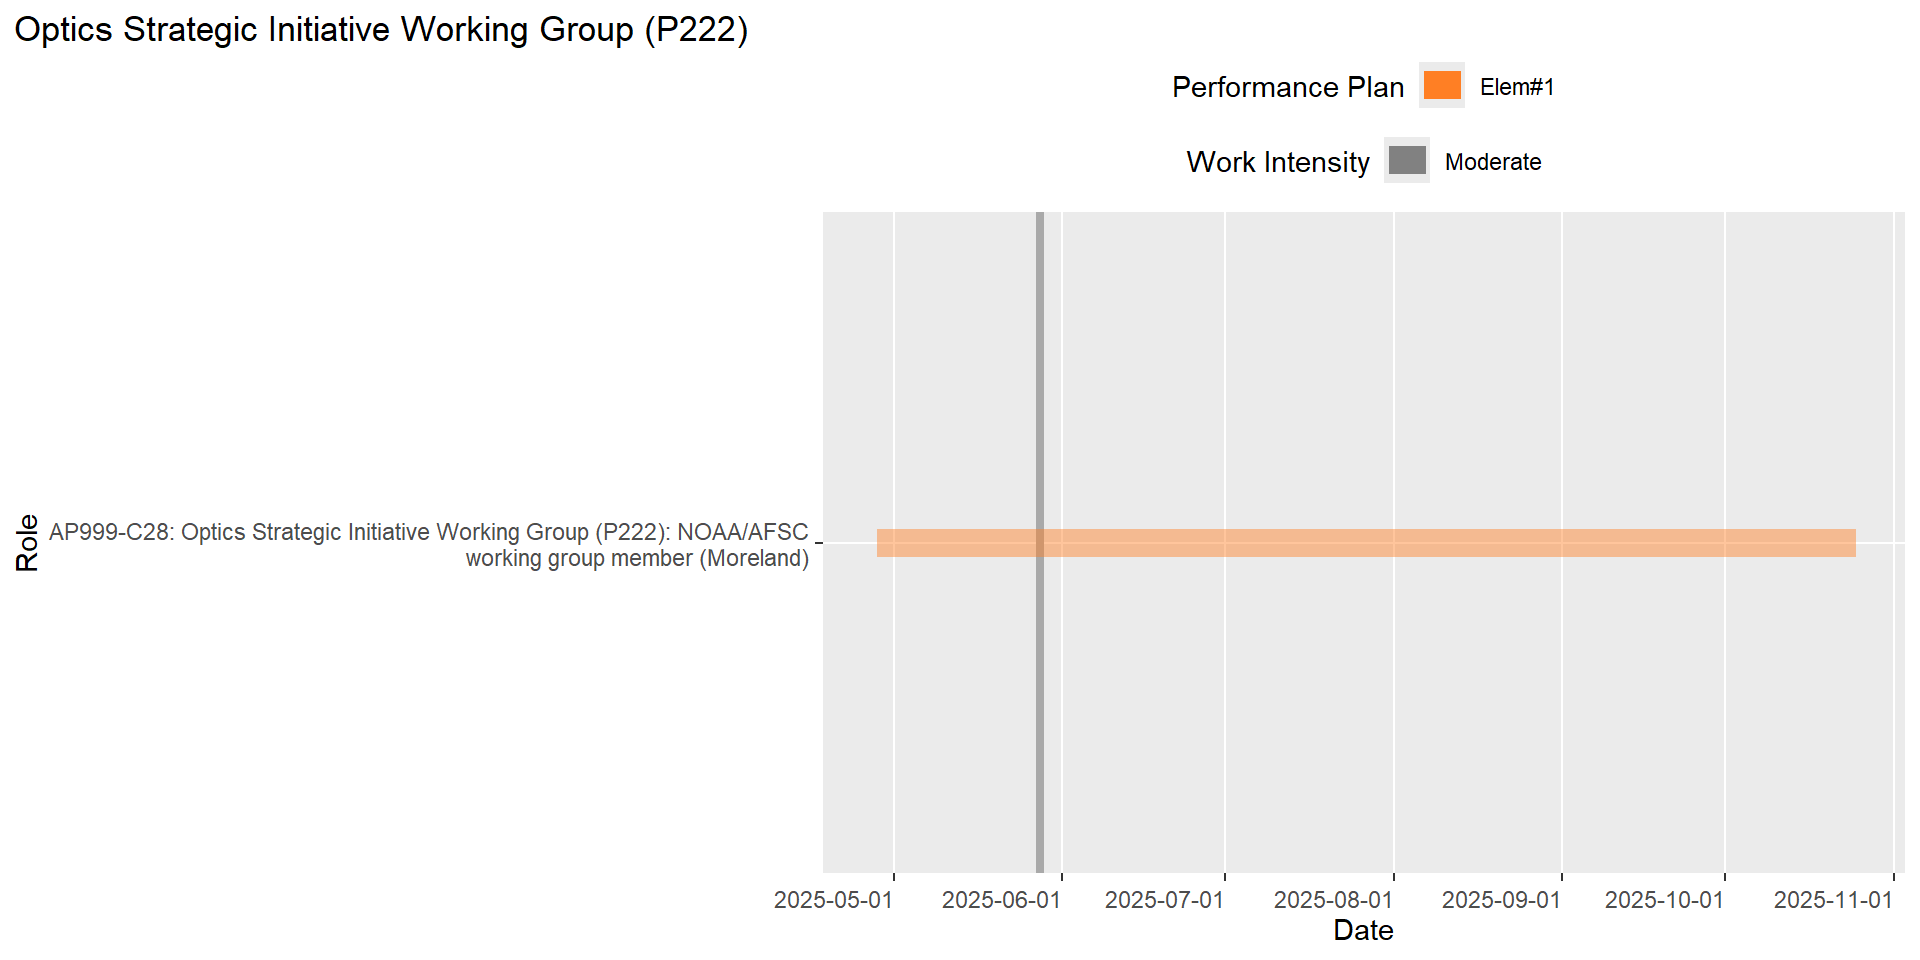 Optics Strategic Initiative Working Group (P222)
Performance Plan Elem#1
Work Intensity Moderate
Role
AP999-C28: Optics Strategic Initiative Working Group (P222): NOAA/AFSC
working group member (Moreland)
2025-05-01 2025-06-01 2025-07-01 2025-08-01 2025-09-01 2025-10-01 2025-11-01
Date